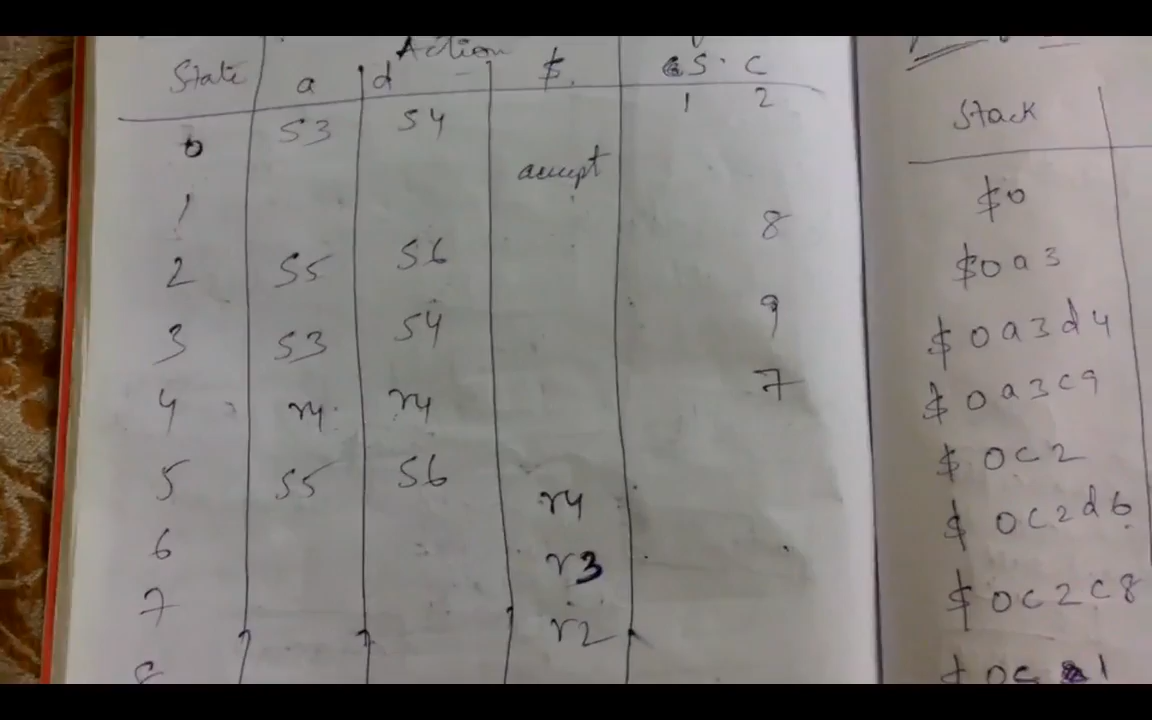 Action
State a d $ S C
0 S3 S4 1 2
1 accept
2 S5 S6 8
3 S3 S4 9
4 r4 r4
5 S5 S6 7
6 r4
7 r3
8 r2
Stack
$0
$0a3
$0a3d4
$0a3c9
$0c2
$0c2d6
$0c2c8